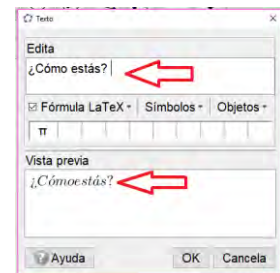 Texto
Edita
¿Cómo estás?
Fórmula LaTeX Símbolos Objetos
π
Vista previa
¿Cómoestás?
Ayuda OK Cancela